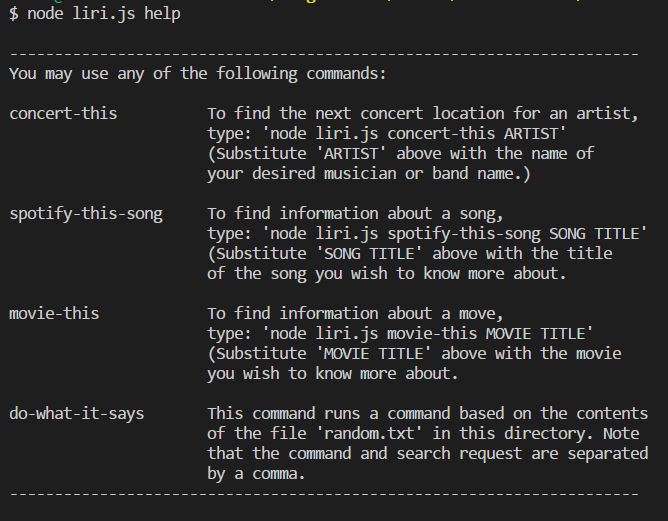 $ node liri.js help
----------------------------------------------------------------------
You may use any of the following commands:
concert-this          To find the next concert location for an artist,
                      type: 'node liri.js concert-this ARTIST'
                      (Substitute 'ARTIST' above with the name of
                      your desired musician or band name.)
spotify-this-song     To find information about a song,
                      type: 'node liri.js spotify-this-song SONG TITLE'
                      (Substitute 'SONG TITLE' above with the title
                      of the song you wish to know more about.
movie-this            To find information about a move,
                      type: 'node liri.js movie-this MOVIE TITLE'
                      (Substitute 'MOVIE TITLE' above with the movie
                      you wish to know more about.
do-what-it-says       This command runs a command based on the contents
                      of the file 'random.txt' in this directory. Note
                      that the command and search request are separated
                      by a comma.
----------------------------------------------------------------------